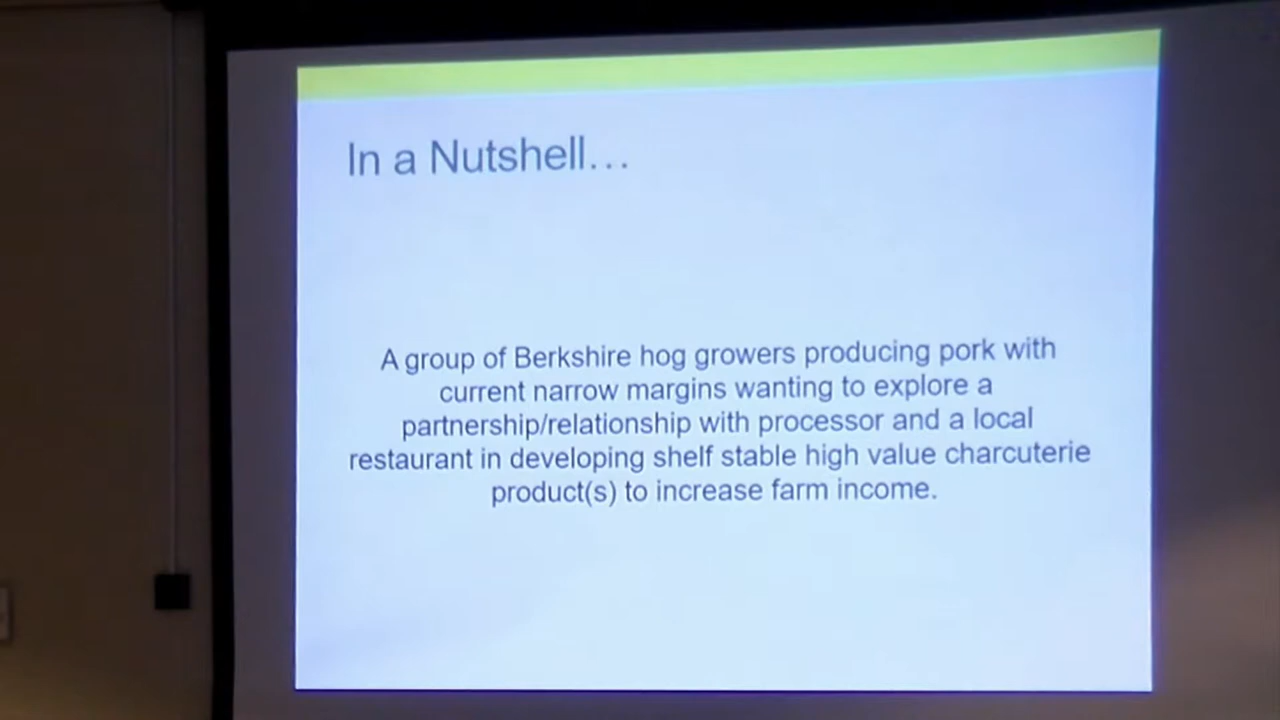 In a Nutshell...
A group of Berkshire hog growers producing pork with
current narrow margins wanting to explore a
partnership/relationship with processor and a local
restaurant in developing shelf stable high value charcuterie
product(s) to increase farm income.